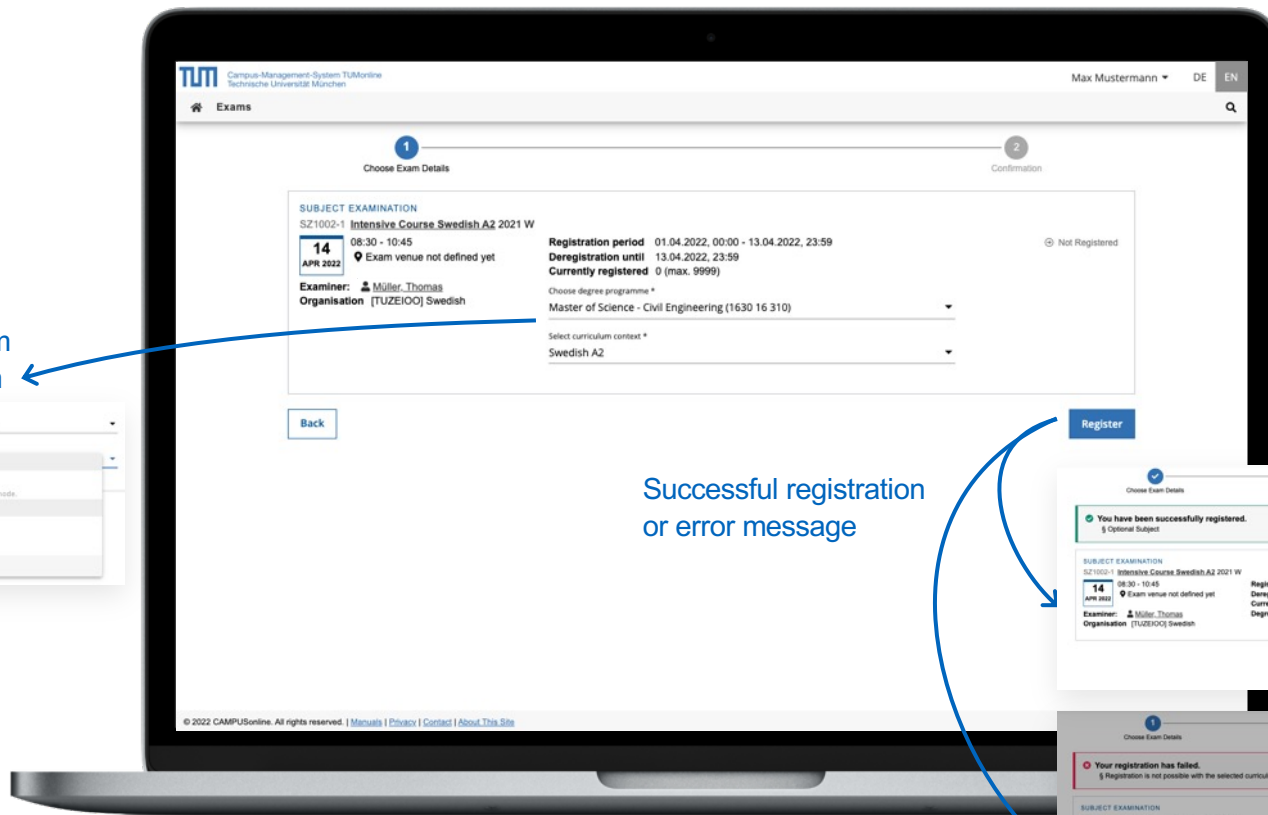 TUM
Campus-Management-System TUMonline
Technische Universität München
Max Mustermann
DE
EN
Exams
1
Choose Exam Details
2
Confirmation
SUBJECT EXAMINATION
SZ1002-1 Intensive Course Swedish A2 2021 W
14
APR 2022
08:30 - 10:45
Exam venue not defined yet
Examiner: Müller, Thomas
Organisation [TUZEIOO] Swedish
Registration period 01.04.2022, 00:00 - 13.04.2022, 23:59
Deregistration until 13.04.2022, 23:59
Currently registered 0 (max. 9999)
Not Registered
Choose degree programme *
Master of Science - Civil Engineering (1630 16 310)
Select curriculum context *
Swedish A2
Back
Register
Successful registration
or error message
Choose Exam Details
You have been successfully registered.
§ Optional Subject
SUBJECT EXAMINATION
SZ1002-1 Intensive Course Swedish A2 2021 W
14
APR 2022
08:30 - 10:45
Exam venue not defined yet
Examiner: Müller, Thomas
Organisation [TUZEIOO] Swedish
© 2022 CAMPUSonline. All rights reserved. | Manuals | Privacy | Contact | About This Site
1
Choose Exam Details
Your registration has failed.
§ Registration is not possible with the selected
SUBJECT EXAMINATION